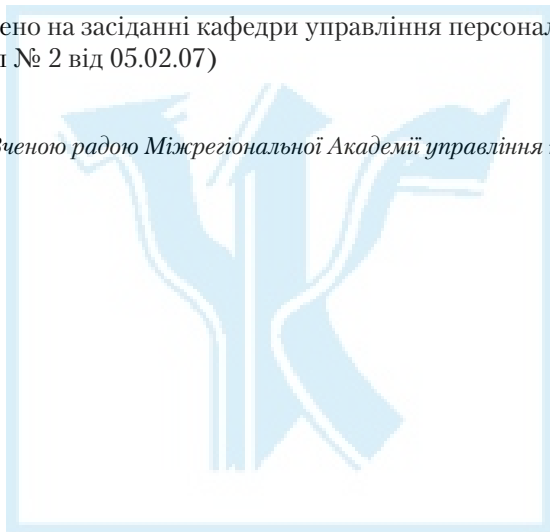 ено на засіданні кафедри управління персонал
№ 2 від 05.02.07)
Вченою радою Міжрегіональної Академії управління